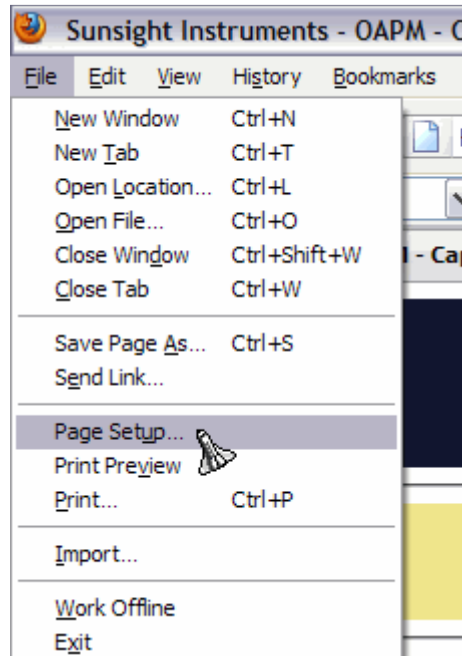 Sunsight Instruments - OAPM - C
File Edit View History Bookmarks
New Window Ctrl+N
New Tab Ctrl+T
Open Location... Ctrl+L
Open File... Ctrl+O
Close Window Ctrl+Shift+W
- Cap
Close Tab Ctrl+W
Save Page As... Ctrl+S
Send Link...
Page Setup...
Print Preview
Print... Ctrl+P
Import...
Work Offline
Exit